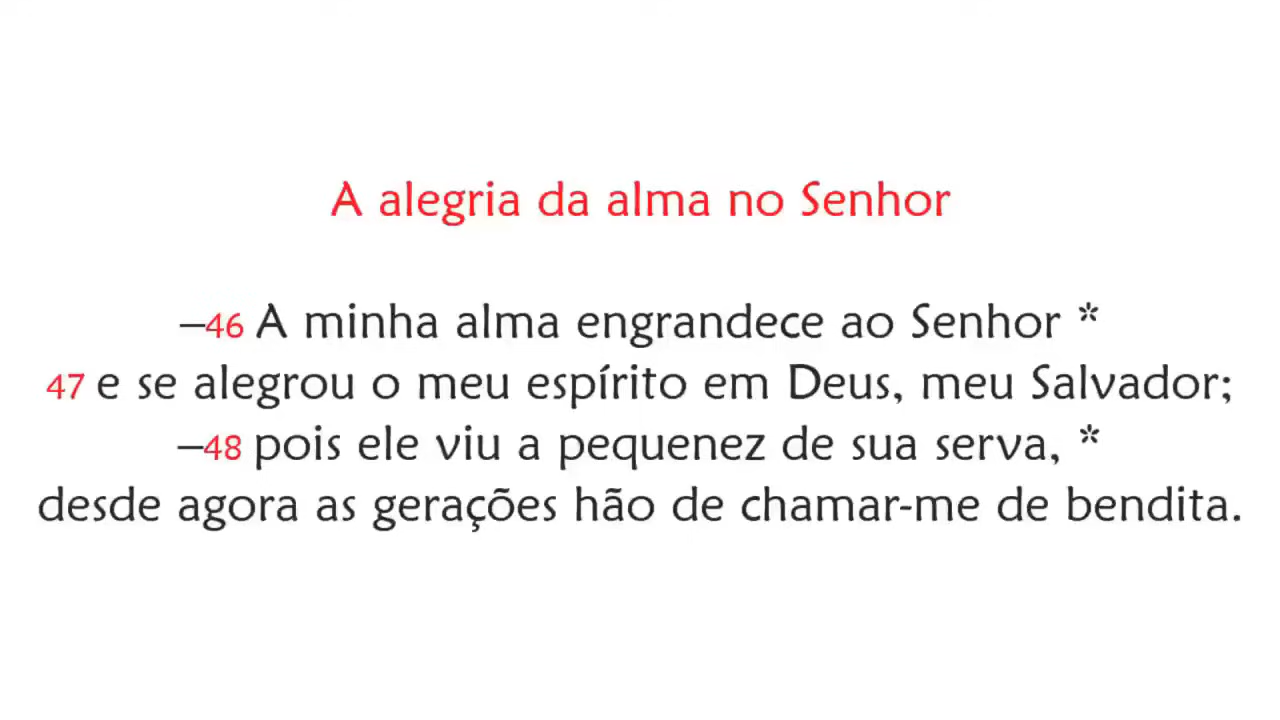 A alegria da alma no Senhor
–46 A minha alma engrandece ao Senhor *
47 e se alegrou o meu espírito em Deus, meu Salvador;
–48 pois ele viu a pequenez de sua serva, *
desde agora as gerações hão de chamar-me de bendita.